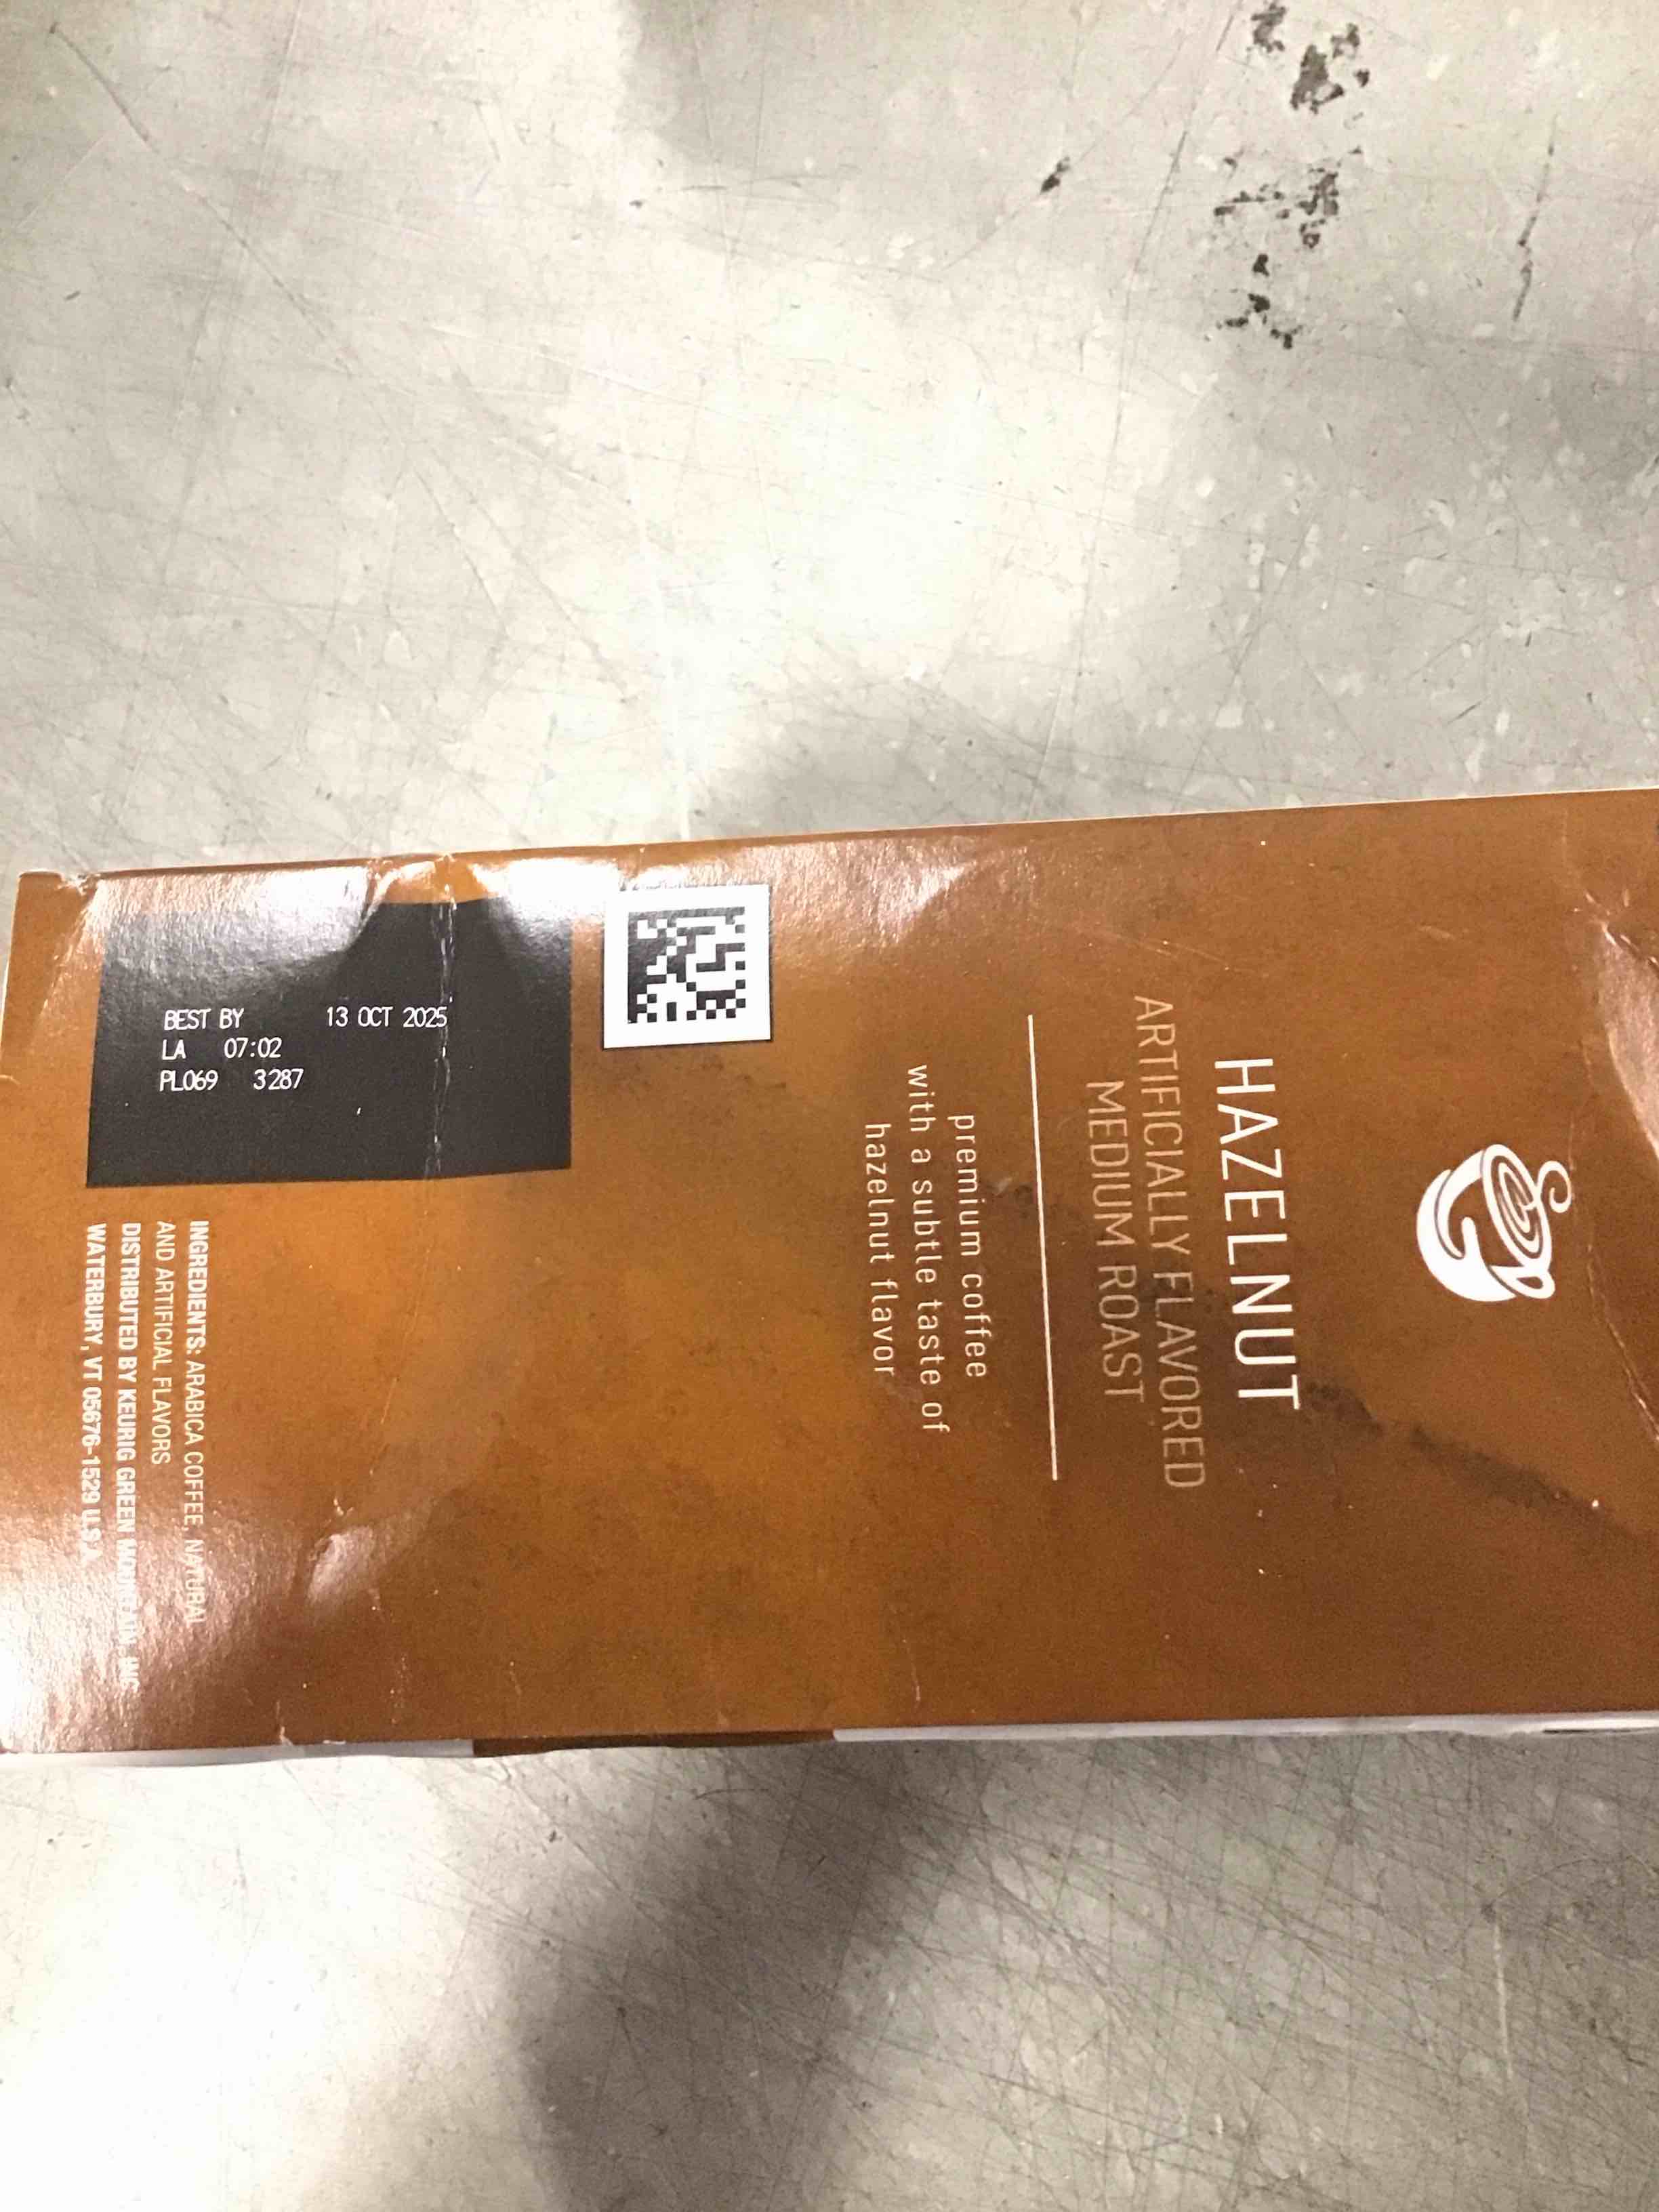 HAZELNUT
ARTIFICIALLY FLAVORED
MEDIUM ROAST
premium coffee
with a subtle taste of
hazelnut flavor
BEST BY 13 OCT 2025
LA 07:02
PL069 3287
INGREDIENTS: ARABICA COFFEE, NATURAL
AND ARTIFICIAL FLAVORS
DISTRIBUTED BY KEURIG GREEN MOUNTAIN, INC.
WATERBURY, VT 05676-1529 U.S.A.